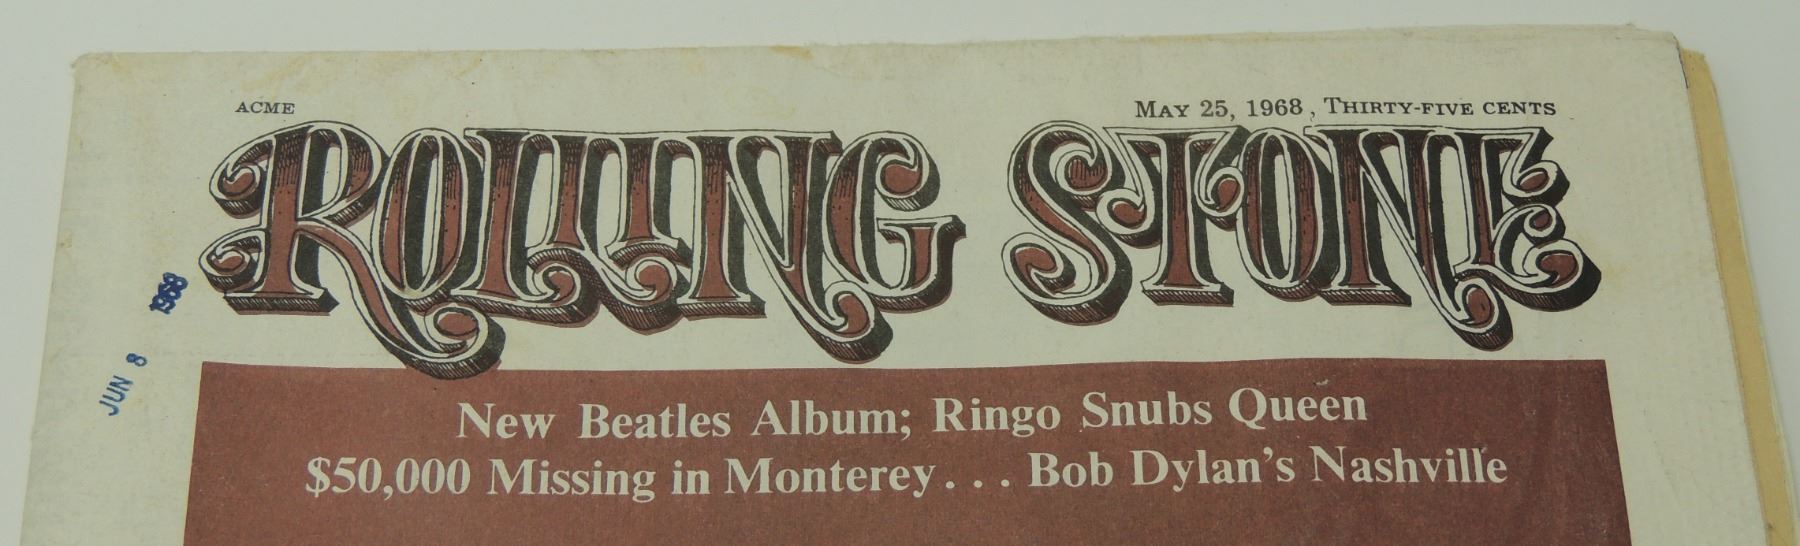 ACME
MAY 25, 1968, THIRTY-FIVE CENTS
ROLLING STONE
JUN 8 1968
New Beatles Album; Ringo Snubs Queen
$50,000 Missing in Monterey... Bob Dylan's Nashville